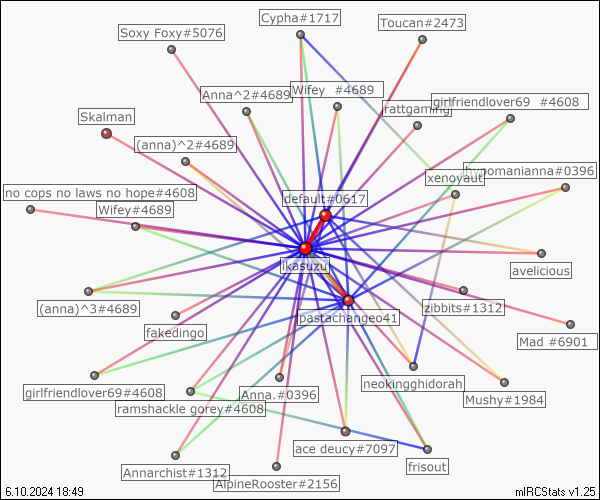 Cypha#1717
Toucan#2473
Soxy Foxy#5076
Anna^2#4689
Wifey #4689
rattgaming
girlfriendlover69 #4608
Skalman
(anna)^2#4689
hypomanianna#0396
xenoyaut
no cops no laws no hope#4608
default#0617
Wifey#4689
ikasuzu
avelicious
(anna)^3#4689
zibbits#1312
pastachangeo41
fakedingo
Mad #6901
neokingghidorah
girlfriendlover69#4608
Anna.#0396
Mushy#1984
ramshackle gorey#4608
ace deucy#7097
frisout
Annarchist#1312
AlpineRooster#2156
6.10.2024 18:49
mIRCStats v1.25